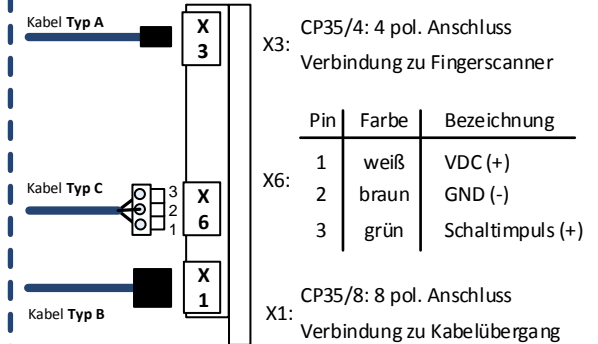 Kabel Typ A
X
3
X3:
CP35/4: 4 pol. Anschluss
Verbindung zu Fingerscanner
Pin Farbe Bezeichnung
1 weiß VDC (+)
2 braun GND (-)
3 grün Schaltimpuls (+)
X6:
Kabel Typ C
3
2
1
X
6
X
1
Kabel Typ B
X1:
CP35/8: 8 pol. Anschluss
Verbindung zu Kabelübergang